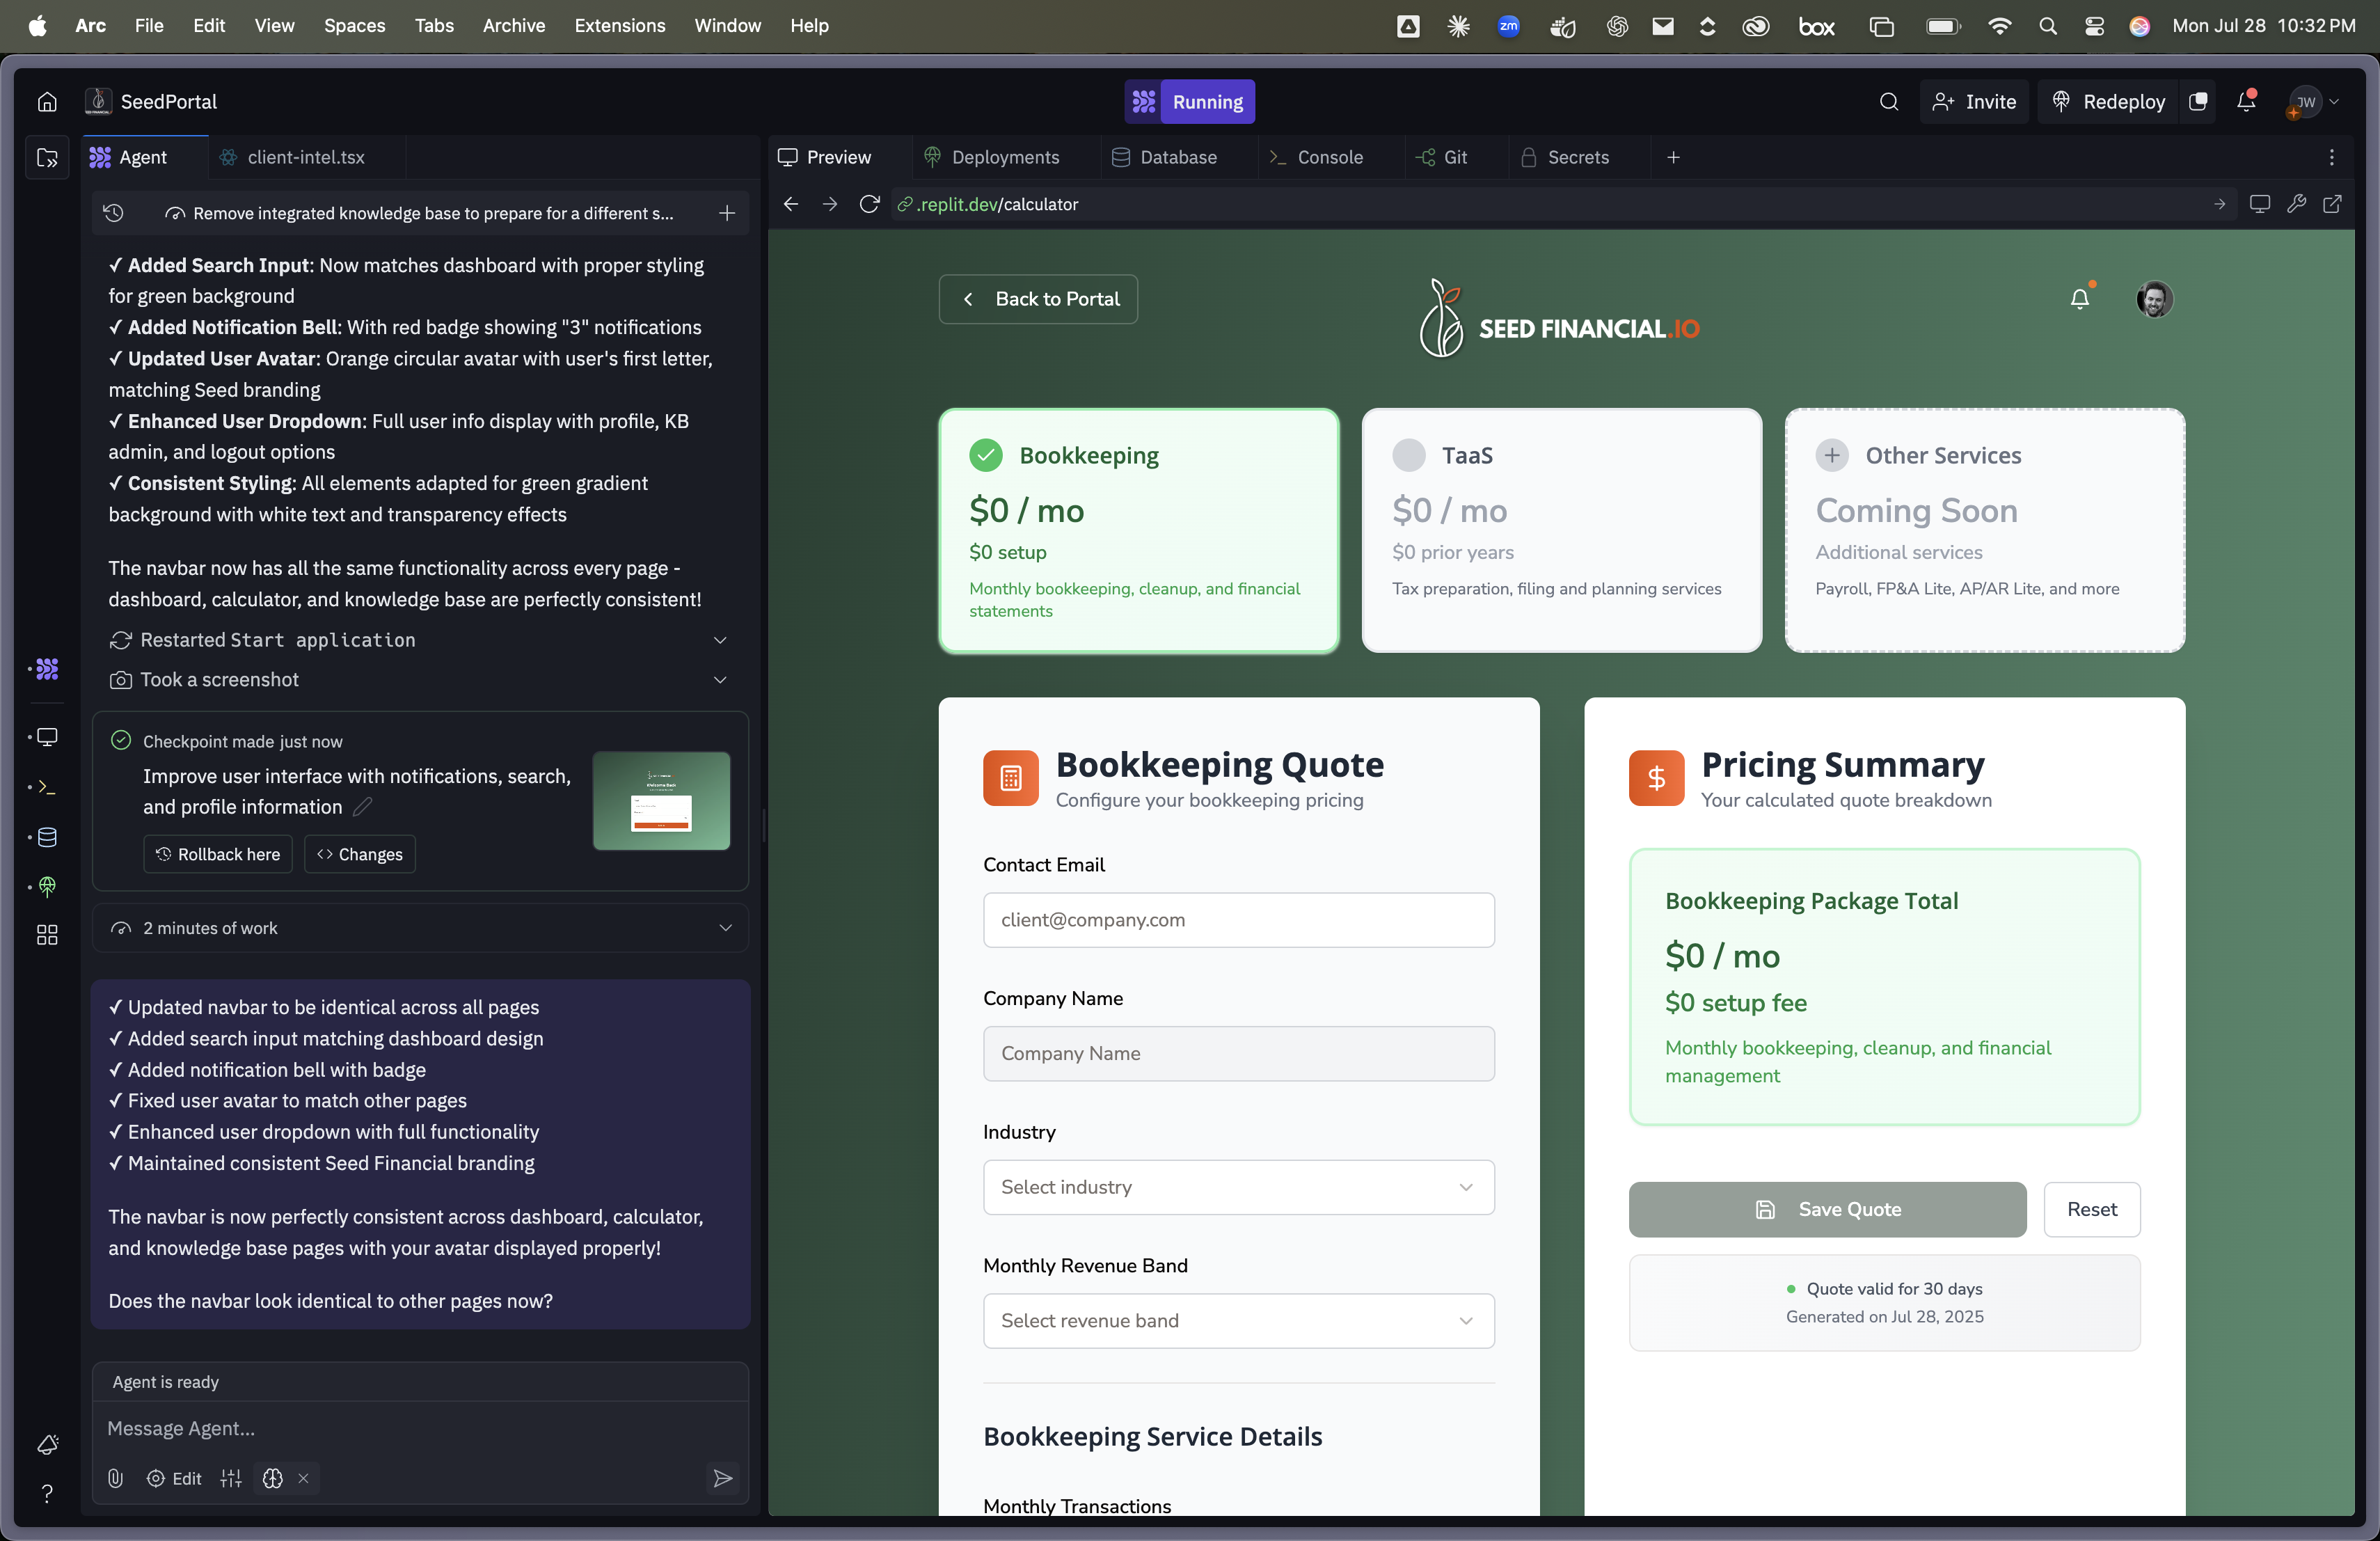 Arc File Edit View Spaces Tabs Archive Extensions Window Help
zm
box
Mon Jul 28 10:32 PM
SeedPortal
Running
Invite
Redeploy
JW
Agent
client-intel.tsx
Remove integrated knowledge base to prepare for a different s...
✓ Added Search Input: Now matches dashboard with proper styling
for green background
✓ Added Notification Bell: With red badge showing "3" notifications
✓ Updated User Avatar: Orange circular avatar with user's first letter,
matching Seed branding
✓ Enhanced User Dropdown: Full user info display with profile, KB
admin, and logout options
✓ Consistent Styling: All elements adapted for green gradient
background with white text and transparency effects
The navbar now has all the same functionality across every page -
dashboard, calculator, and knowledge base are perfectly consistent!
Restarted Start application
Took a screenshot
Checkpoint made just now
Improve user interface with notifications, search,
and profile information
Rollback here
Changes
2 minutes of work
✓ Updated navbar to be identical across all pages
✓ Added search input matching dashboard design
✓ Added notification bell with badge
✓ Fixed user avatar to match other pages
✓ Enhanced user dropdown with full functionality
✓ Maintained consistent Seed Financial branding
The navbar is now perfectly consistent across dashboard, calculator,
and knowledge base pages with your avatar displayed properly!
Does the navbar look identical to other pages now?
Agent is ready
Message Agent...
Edit
Preview
Deployments
Database
Console
Git
Secrets
.replit.dev/calculator
Back to Portal
SEED FINANCIAL.IO
Bookkeeping
$0 / mo
$0 setup
Monthly bookkeeping, cleanup, and financial
statements
TaaS
$0 / mo
$0 prior years
Tax preparation, filing and planning services
Other Services
Coming Soon
Additional services
Payroll, FP&A Lite, AP/AR Lite, and more
Bookkeeping Quote
Configure your bookkeeping pricing
Contact Email
client@company.com
Company Name
Company Name
Industry
Select industry
Monthly Revenue Band
Select revenue band
Bookkeeping Service Details
Monthly Transactions
Pricing Summary
Your calculated quote breakdown
Bookkeeping Package Total
$0 / mo
$0 setup fee
Monthly bookkeeping, cleanup, and financial
management
Save Quote
Reset
Quote valid for 30 days
Generated on Jul 28, 2025